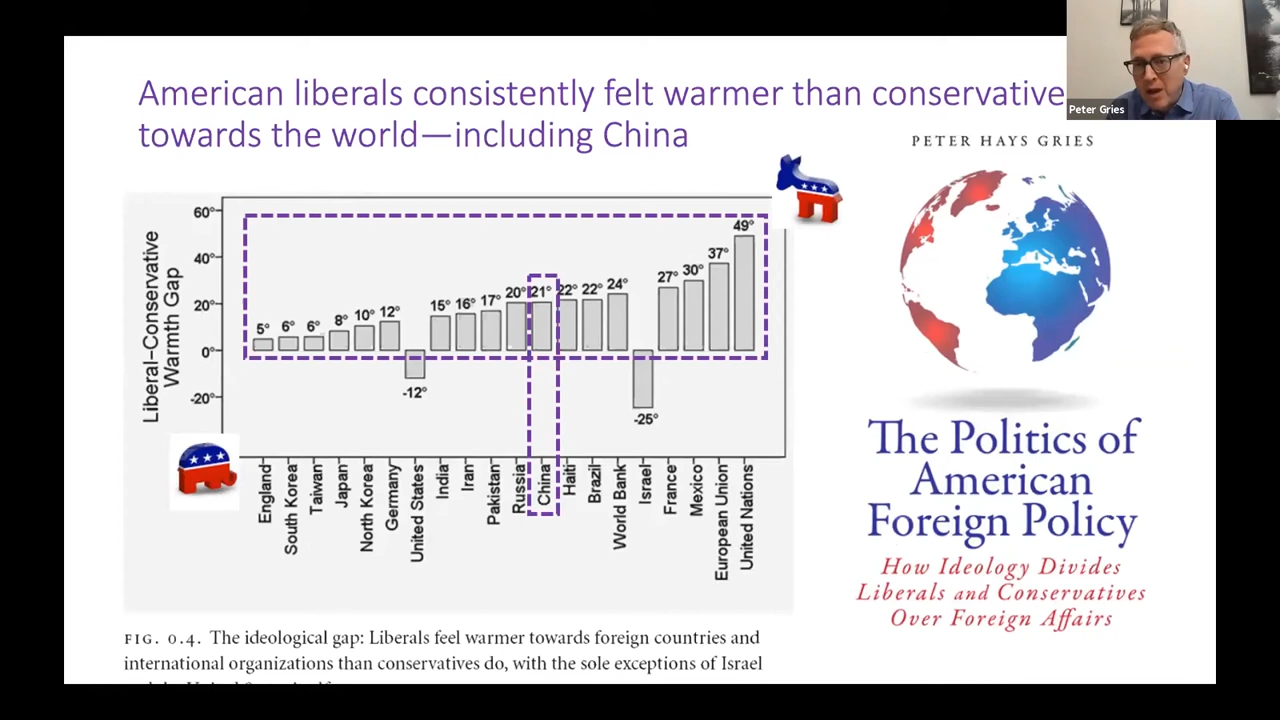 American liberals consistently felt warmer than conservative
towards the world—including China
Peter Gries
PETER HAYS GRIES
Liberal–Conservative
Warmth Gap
60°
40°
20°
0°
-20°
5°
6°
6°
8°
10°
12°
-12°
15°
16°
17°
20°
21°
22°
22°
24°
-25°
27°
30°
37°
49°
England
South Korea
Taiwan
Japan
North Korea
Germany
United States
India
Iran
Pakistan
Russia
China
Haiti
Brazil
World Bank
Israel
France
Mexico
European Union
United Nations
The Politics of
American
Foreign Policy
How Ideology Divides
Liberals and Conservatives
Over Foreign Affairs
FIG. 0.4. The ideological gap: Liberals feel warmer towards foreign countries and
international organizations than conservatives do, with the sole exceptions of Israel